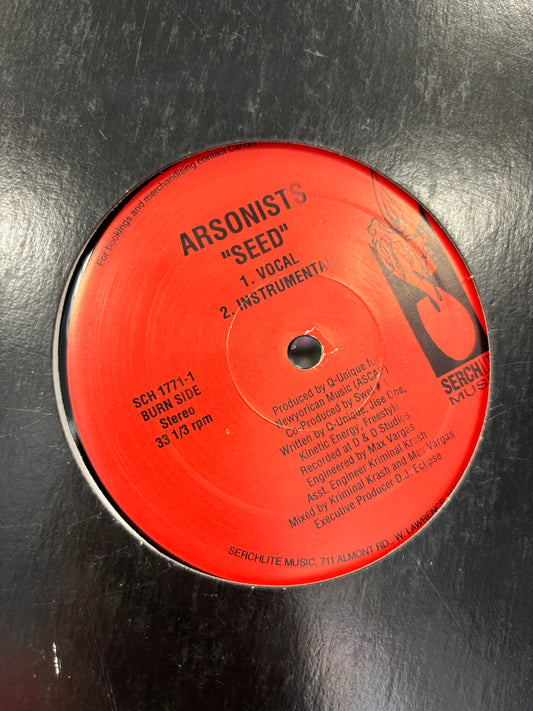 For bookings and merchandising contact
ARSONISTS
"SEED"
1. VOCAL
2. INSTRUMENTAL
SCH 1771-1
BURN SIDE
Stereo
33 1/3 rpm
SERCHLITE
MUSIC
Produced by Q-Unique for
Newyorican Music (ASCAP)
Co-Produced by Swel #
Written by Q-Unique, Jise One,
Kinetic Energy, Freestyle
Recorded at D & D Studios
Engineered by Max Vargas
Asst. Engineer Kriminal Krash
Mixed by Kriminal Krash and Max Vargas
Executive Producer D.J. Eclipse
SERCHLITE MUSIC, 711 ALMONT RD., W. LAWRENCE